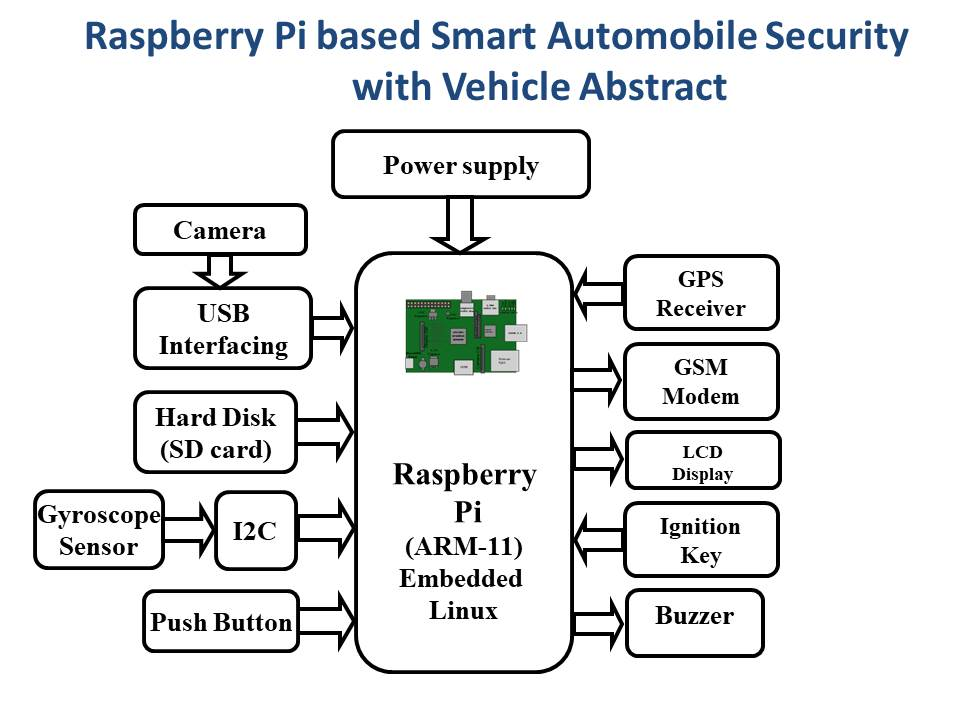 Raspberry Pi based Smart Automobile Security
with Vehicle Abstract
Power supply
Camera
USB
Interfacing
Hard Disk
(SD card)
Gyroscope
Sensor
I2C
Push Button
Raspberry
Pi
(ARM-11)
Embedded
Linux
GPS
Receiver
GSM
Modem
LCD
Display
Ignition
Key
Buzzer